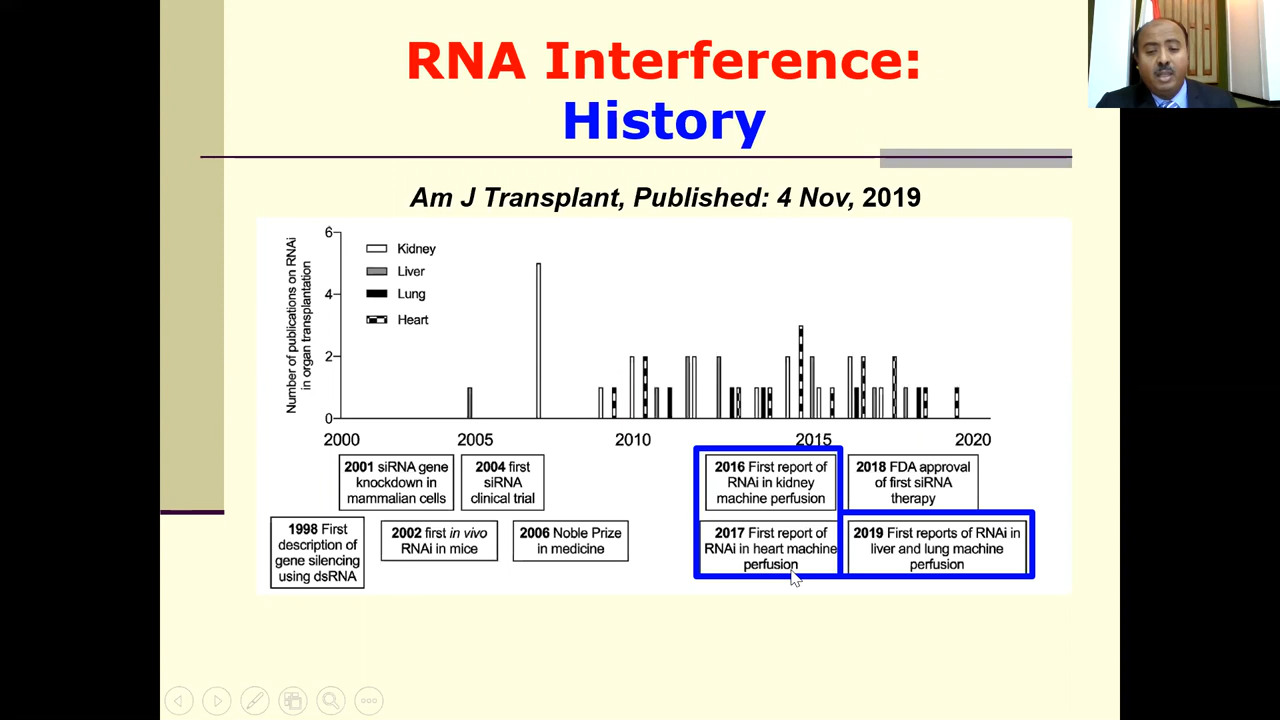 RNA Interference:
History
Am J Transplant, Published: 4 Nov, 2019
Number of publications on RNAi
in organ transplantation
6
4
2
0
Kidney
Liver
Lung
Heart
2000
2005
2010
2015
2020
2001 siRNA gene
knockdown in
mammalian cells
2004 first
siRNA
clinical trial
2016 First report of
RNAi in kidney
machine perfusion
2018 FDA approval
of first siRNA
therapy
1998 First
description of
gene silencing
using dsRNA
2002 first in vivo
RNAi in mice
2006 Noble Prize
in medicine
2017 First report of
RNAi in heart machine
perfusion
2019 First reports of RNAi in
liver and lung machine
perfusion